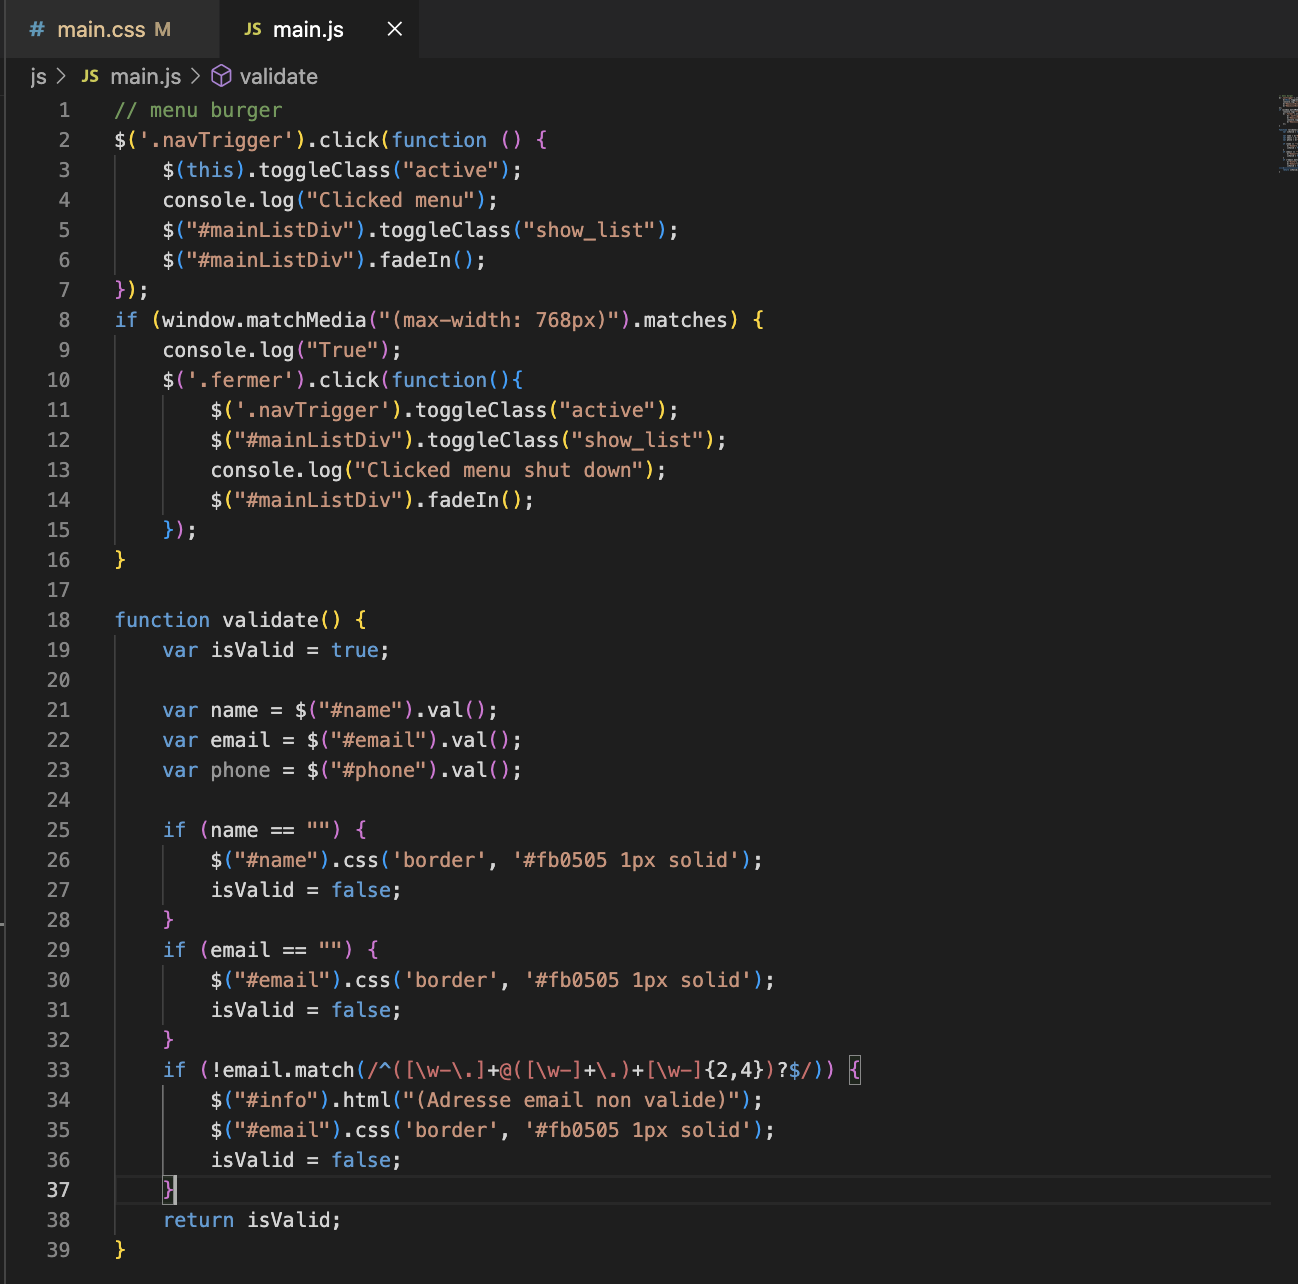 # main.css M JS main.js ×
js > JS main.js > validate
1 // menu burger
2 $('.navTrigger').click(function () {
3     $(this).toggleClass("active");
4     console.log("Clicked menu");
5     $("#mainListDiv").toggleClass("show_list");
6     $("#mainListDiv").fadeIn();
7 });
8 if (window.matchMedia("(max-width: 768px)").matches) {
9     console.log("True");
10     $('.fermer').click(function(){
11         $('.navTrigger').toggleClass("active");
12         $("#mainListDiv").toggleClass("show_list");
13         console.log("Clicked menu shut down");
14         $("#mainListDiv").fadeIn();
15     });
16 }
17
18 function validate() {
19     var isValid = true;
20
21     var name = $("#name").val();
22     var email = $("#email").val();
23     var phone = $("#phone").val();
24
25     if (name == "") {
26         $("#name").css('border', '#fb0505 1px solid');
27         isValid = false;
28     }
29     if (email == "") {
30         $("#email").css('border', '#fb0505 1px solid');
31         isValid = false;
32     }
33     if (!email.match(/^([\w-\.]+@([\w-]+\.)+[\w-]{2,4})?$/)) {
34         $("#info").html("(Adresse email non valide)");
35         $("#email").css('border', '#fb0505 1px solid');
36         isValid = false;
37     }
38     return isValid;
39 }